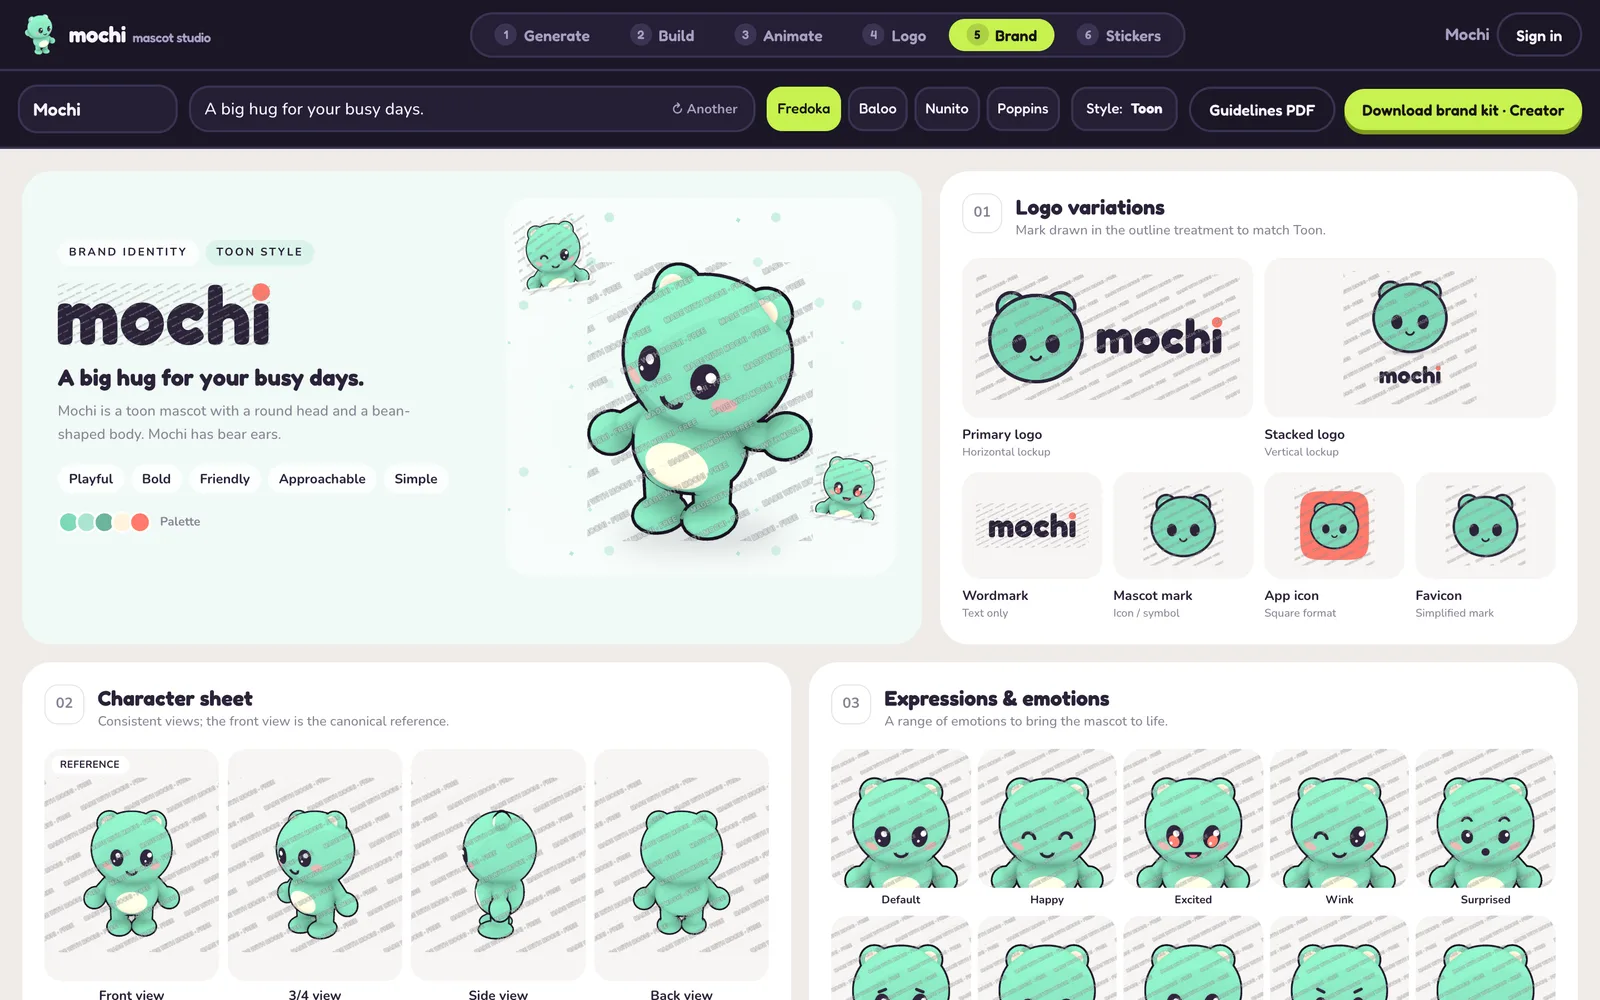 mochi mascot studio
1 Generate
2 Build
3 Animate
4 Logo
5 Brand
6 Stickers
Mochi
Sign in
Mochi
A big hug for your busy days.
Another
Fredoka
Baloo
Nunito
Poppins
Style: Toon
Guidelines PDF
Download brand kit · Creator
BRAND IDENTITY
TOON STYLE
mochi
A big hug for your busy days.
Mochi is a toon mascot with a round head and a bean-
shaped body. Mochi has bear ears.
Playful
Bold
Friendly
Approachable
Simple
Palette
01
Logo variations
Mark drawn in the outline treatment to match Toon.
mochi
mochi
Primary logo
Horizontal lockup
Stacked logo
Vertical lockup
mochi
Wordmark
Text only
Mascot mark
Icon / symbol
App icon
Square format
Favicon
Simplified mark
02
Character sheet
Consistent views; the front view is the canonical reference.
REFERENCE
Front view
3/4 view
Side view
Back view
03
Expressions & emotions
A range of emotions to bring the mascot to life.
Default
Happy
Excited
Wink
Surprised
MADE WITH MOCHI · FREE